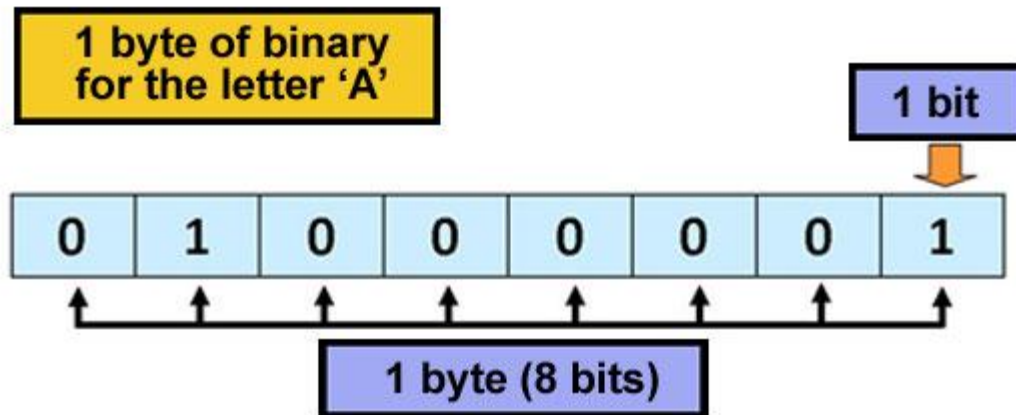 1 byte of binary
for the letter ‘A’
1 bit
0 1 0 0 0 0 0 1
1 byte (8 bits)